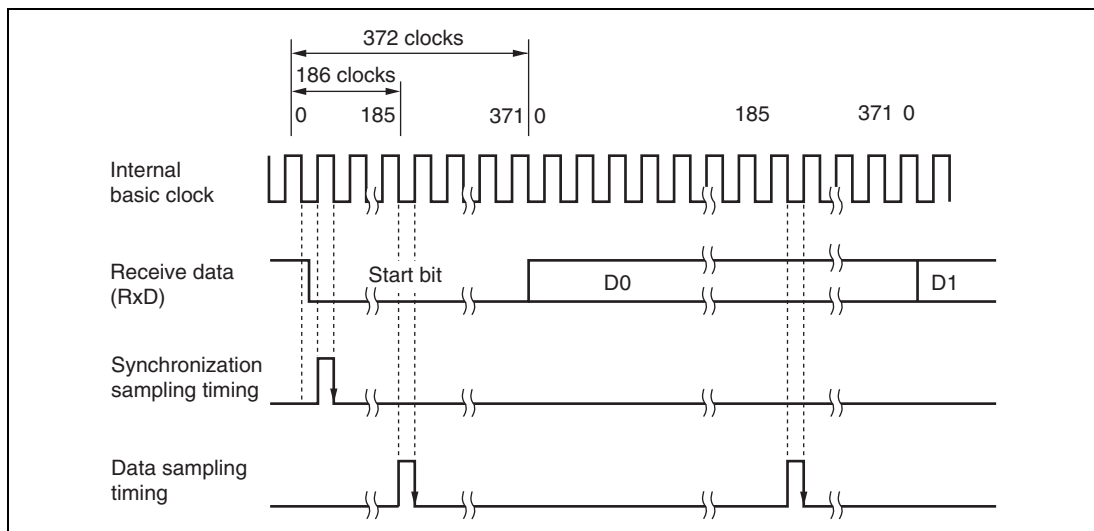 372 clocks
186 clocks
0 185 371 0 185 371 0
Internal
basic clock
Receive data
(RxD)
Start bit D0 D1
Synchronization
sampling timing
Data sampling
timing